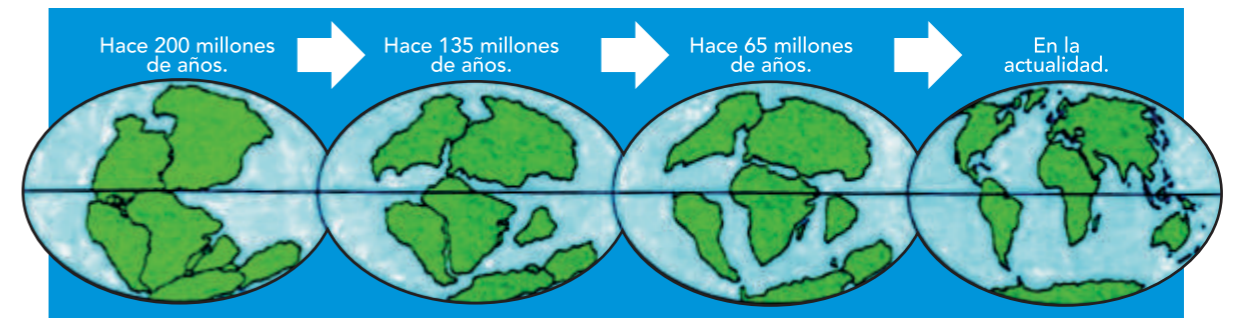 Hace 200 millones
de años.
Hace 135 millones
de años.
Hace 65 millones
de años.
En la
actualidad.